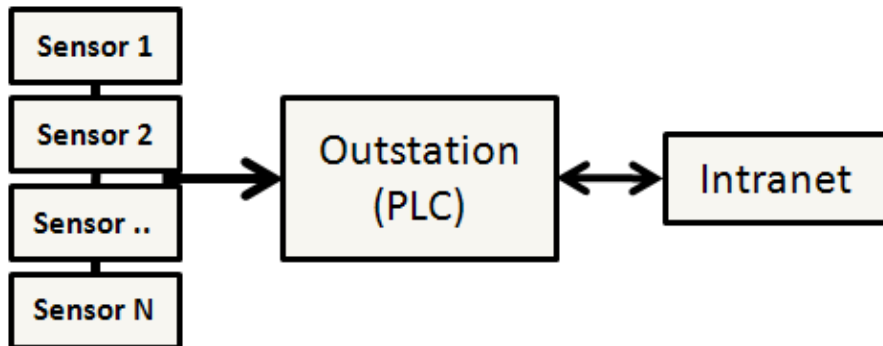 Sensor 1
Sensor 2
Sensor ..
Sensor N
Outstation
(PLC)
Intranet